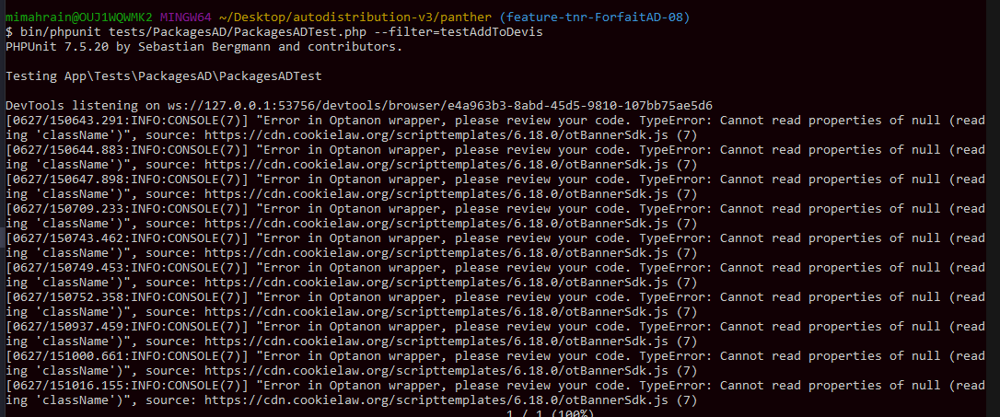 mimahrain@OUJ1WQWMK2 MINGW64 ~/Desktop/autodistribution-v3/panther (feature-tnr-ForfaitAD-08)
$ bin/phpunit tests/PackagesAD/PackagesADTest.php --filter=testAddToDevis
PHPUnit 7.5.20 by Sebastian Bergmann and contributors.
Testing App\Tests\PackagesAD\PackagesADTest
DevTools listening on ws://127.0.0.1:53756/devtools/browser/e4a963b3-8abd-45d5-9810-107bb75ae5d6
[0627/150643.291:INFO:CONSOLE(7)] "Error in Optanon wrapper, please review your code. TypeError: Cannot read properties of null (read
ing 'className')", source: https://cdn.cookielaw.org/scripttemplates/6.18.0/otBannerSdk.js (7)
[0627/150644.883:INFO:CONSOLE(7)] "Error in Optanon wrapper, please review your code. TypeError: Cannot read properties of null (read
ing 'className')", source: https://cdn.cookielaw.org/scripttemplates/6.18.0/otBannerSdk.js (7)
[0627/150647.898:INFO:CONSOLE(7)] "Error in Optanon wrapper, please review your code. TypeError: Cannot read properties of null (read
ing 'className')", source: https://cdn.cookielaw.org/scripttemplates/6.18.0/otBannerSdk.js (7)
[0627/150709.233:INFO:CONSOLE(7)] "Error in Optanon wrapper, please review your code. TypeError: Cannot read properties of null (read
ing 'className')", source: https://cdn.cookielaw.org/scripttemplates/6.18.0/otBannerSdk.js (7)
[0627/150743.462:INFO:CONSOLE(7)] "Error in Optanon wrapper, please review your code. TypeError: Cannot read properties of null (read
ing 'className')", source: https://cdn.cookielaw.org/scripttemplates/6.18.0/otBannerSdk.js (7)
[0627/150749.453:INFO:CONSOLE(7)] "Error in Optanon wrapper, please review your code. TypeError: Cannot read properties of null (read
ing 'className')", source: https://cdn.cookielaw.org/scripttemplates/6.18.0/otBannerSdk.js (7)
[0627/150752.358:INFO:CONSOLE(7)] "Error in Optanon wrapper, please review your code. TypeError: Cannot read properties of null (read
ing 'className')", source: https://cdn.cookielaw.org/scripttemplates/6.18.0/otBannerSdk.js (7)
[0627/150937.459:INFO:CONSOLE(7)] "Error in Optanon wrapper, please review your code. TypeError: Cannot read properties of null (read
ing 'className')", source: https://cdn.cookielaw.org/scripttemplates/6.18.0/otBannerSdk.js (7)
[0627/151000.661:INFO:CONSOLE(7)] "Error in Optanon wrapper, please review your code. TypeError: Cannot read properties of null (read
ing 'className')", source: https://cdn.cookielaw.org/scripttemplates/6.18.0/otBannerSdk.js (7)
[0627/151016.155:INFO:CONSOLE(7)] "Error in Optanon wrapper, please review your code. TypeError: Cannot read properties of null (read
ing 'className')", source: https://cdn.cookielaw.org/scripttemplates/6.18.0/otBannerSdk.js (7)
1 / 1 (100%)